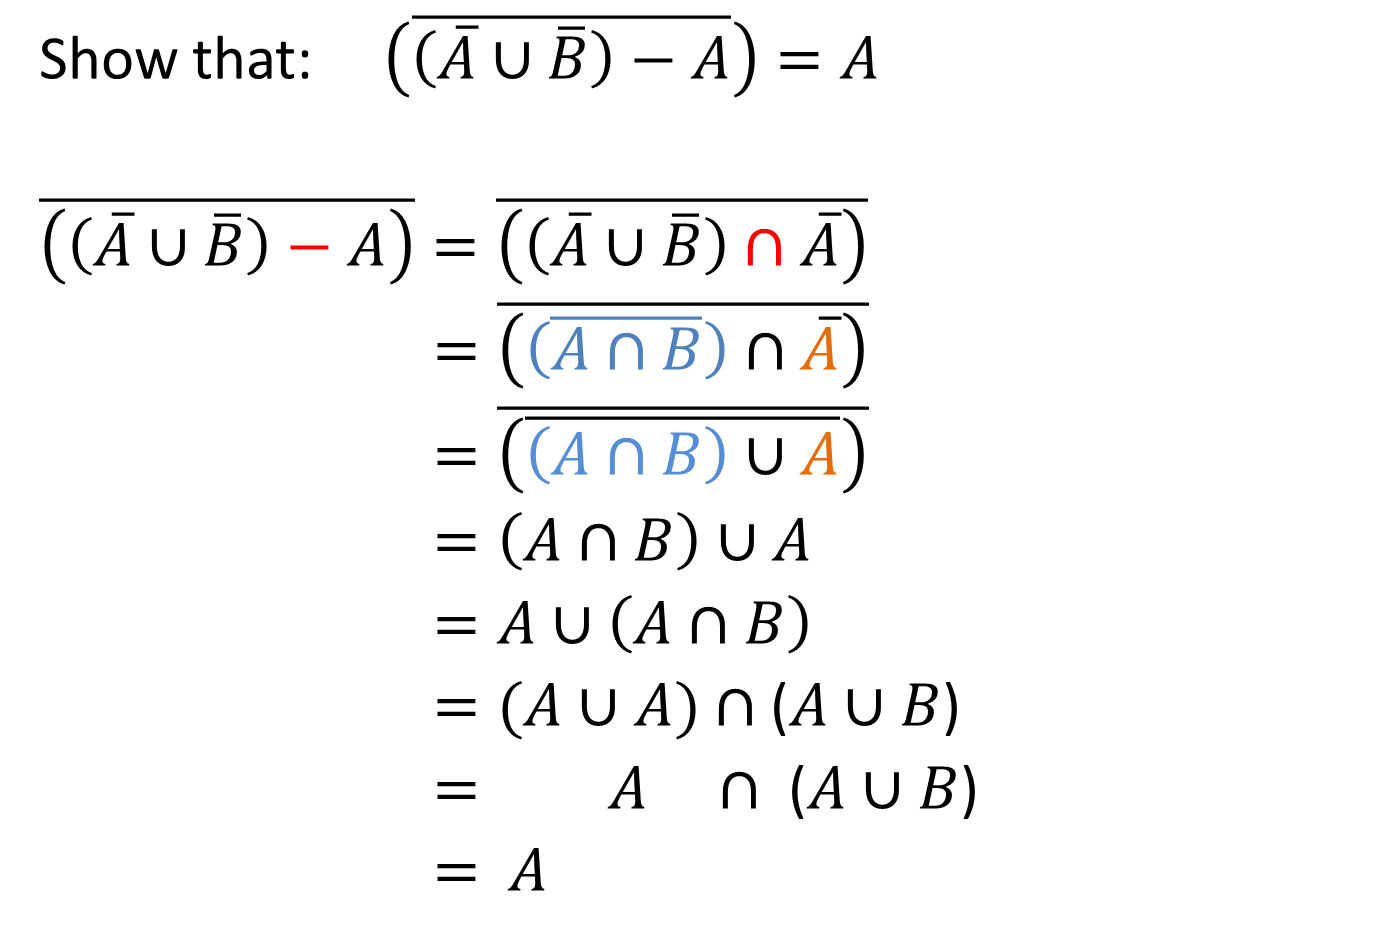 Show that: $\overline{((\bar{A} \cup \bar{B}) - A)} = A$
$\overline{((\bar{A} \cup \bar{B}) - A)} = \overline{((\bar{A} \cup \bar{B}) \cap \bar{A})}$
$= \overline{((\overline{A \cap B}) \cap \bar{A})}$
$= \overline{(\overline{(A \cap B) \cup A})}$
$= (A \cap B) \cup A$
$= A \cup (A \cap B)$
$= (A \cup A) \cap (A \cup B)$
$= A \cap (A \cup B)$
$= A$